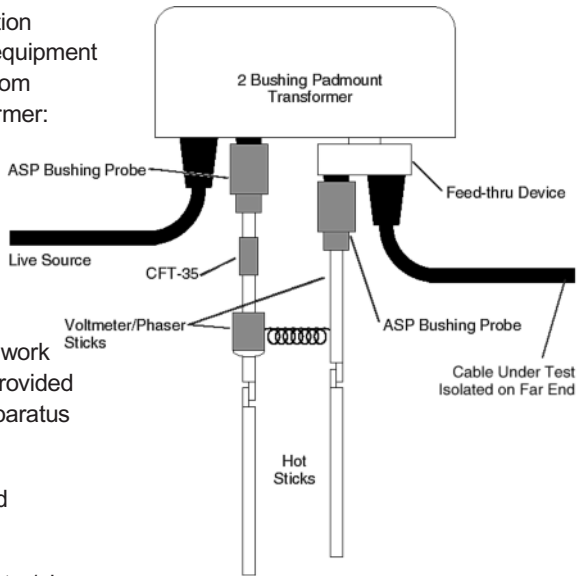 tion
equipment
om
rmer:
2 Bushing Padmount
Transformer
ASP Bushing Probe
Feed-thru Device
Live Source
CFT-35
Voltmeter/Phaser
Sticks
ASP Bushing Probe
Cable Under Test
Isolated on Far End
work
rovided
paratus
Hot
Sticks
d